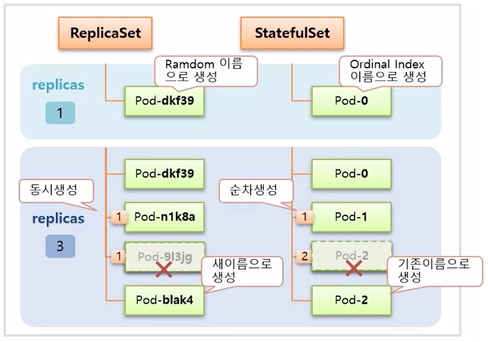 ReplicaSet
StatefulSet
Ramdom 이름
으로 생성
Ordinal Index
이름으로 생성
replicas
1
Pod-dkf39
Pod-0
Pod-dkf39
Pod-0
동시생성
순차생성
replicas
3
1
Pod-n1k8a
1
Pod-1
1
Pod-9l3jg
2
Pod-2
새이름으로
생성
기존이름으로
생성
Pod-blak4
Pod-2